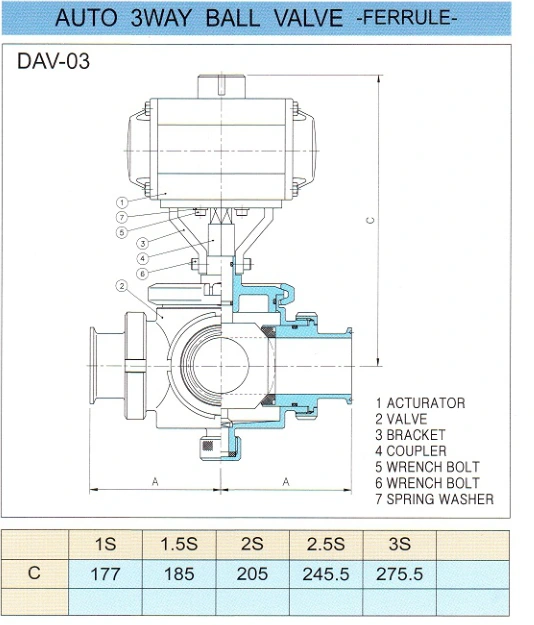 AUTO 3WAY BALL VALVE -FERRULE-
DAV-03
1
7
5
3
4
6
2
C
A A
1 ACTURATOR
2 VALVE
3 BRACKET
4 COUPLER
5 WRENCH BOLT
6 WRENCH BOLT
7 SPRING WASHER
1S 1.5S 2S 2.5S 3S
C 177 185 205 245.5 275.5